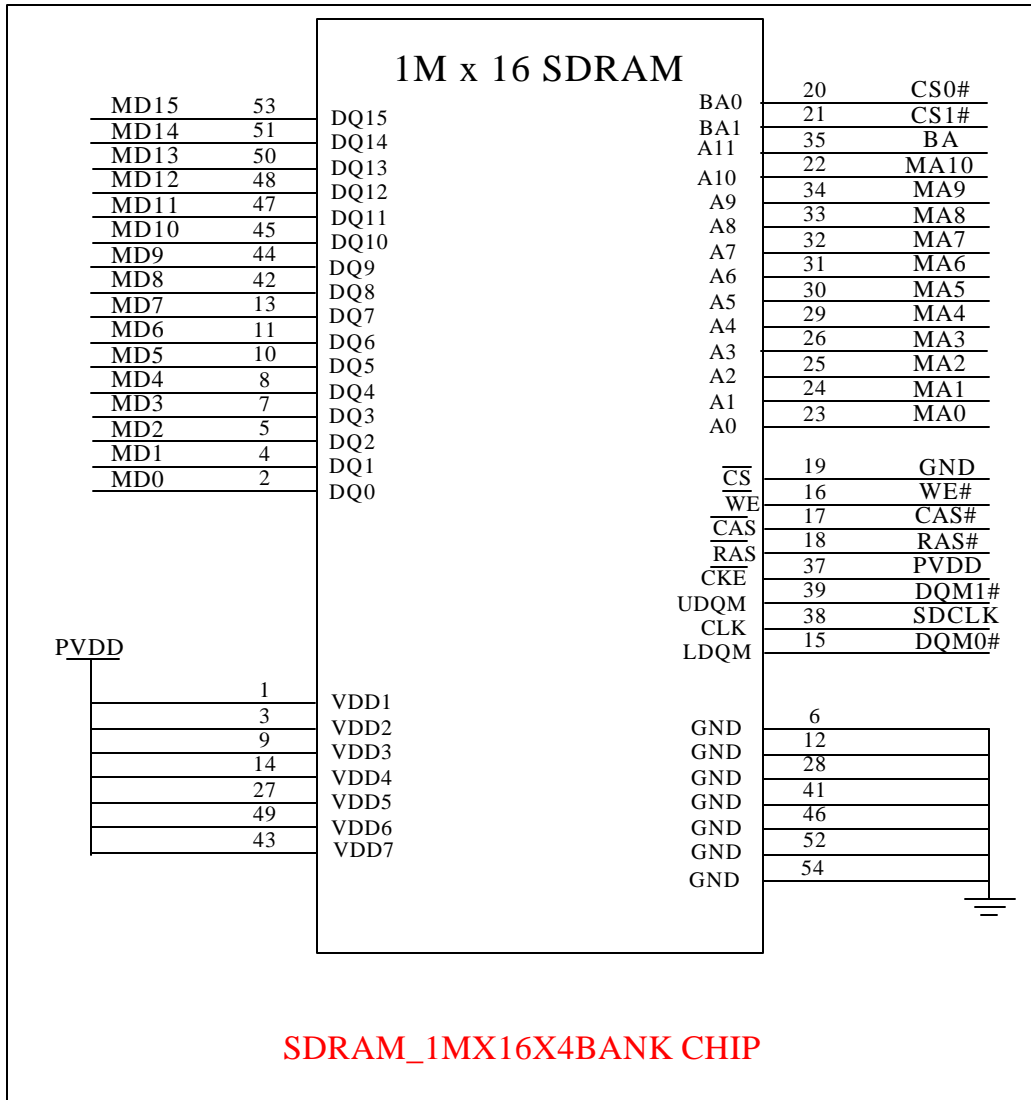 1M x 16 SDRAM
MD15 53 DQ15
MD14 51 DQ14
MD13 50 DQ13
MD12 48 DQ12
MD11 47 DQ11
MD10 45 DQ10
MD9 44 DQ9
MD8 42 DQ8
MD7 13 DQ7
MD6 11 DQ6
MD5 10 DQ5
MD4 8 DQ4
MD3 7 DQ3
MD2 5 DQ2
MD1 4 DQ1
MD0 2 DQ0
BA0 20 CS0#
BA1 21 CS1#
A11 35 BA
A10 22 MA10
A9 34 MA9
A8 33 MA8
A7 32 MA7
A6 31 MA6
A5 30 MA5
A4 29 MA4
A3 26 MA3
A2 25 MA2
A1 24 MA1
A0 23 MA0
CS 19 GND
WE 16 WE#
CAS 17 CAS#
RAS 18 RAS#
CKE 37 PVDD
UDQM 39 DQM1#
CLK 38 SDCLK
LDQM 15 DQM0#
PVDD
1 VDD1
3 VDD2
9 VDD3
14 VDD4
27 VDD5
49 VDD6
43 VDD7
GND 6
GND 12
GND 28
GND 41
GND 46
GND 52
GND 54
SDRAM_1MX16X4BANK CHIP